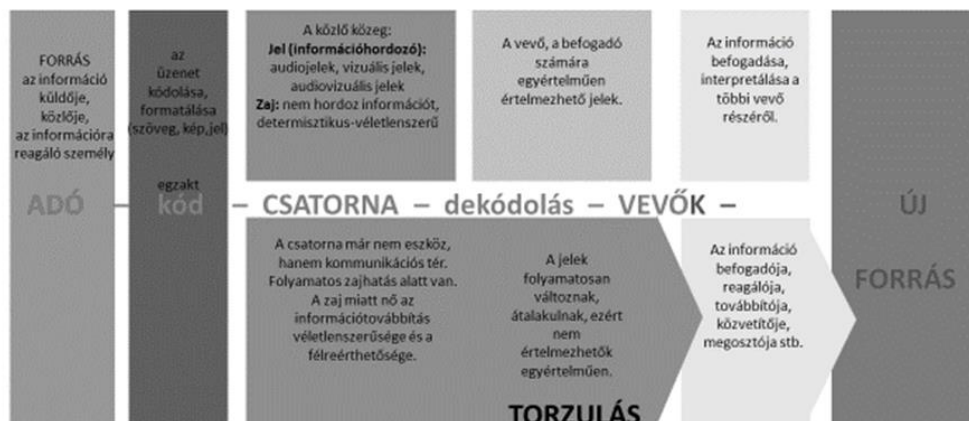 FORRÁS
az információ
küldője,
közlője,
az információra
reagáló személy
az
üzenet
kódolása,
formatálása
(szöveg, kép,jel)
egzakt
A közlő közeg:
Jel (információhordozó):
audiojelek, vizuális jelek,
audiovizuális jelek
Zaj: nem hordoz információt,
determisztikus-véletlenszerű
A vevő, a befogadó
számára
egyértelműen
értelmezhető jelek.
Az információ
befogadása,
interpretálása a
többi vevő
részéről.
ADÓ – kód – CSATORNA – dekódolás – VEVŐK –
ÚJ
FORRÁS
A csatorna már nem eszköz,
hanem kommunikációs tér.
Folyamatos zajhatás alatt van.
A zaj miatt nő az
információtovábbítás
véletlenszerűsége és a
félreérthetősége.
A jelek
folyamatosan
változnak,
átalakulnak, ezért
nem
értelmezhetők
egyértelműen.
TORZULÁS
Az információ
befogadója,
reagálója,
továbbítója,
közvetítője,
megosztója stb.